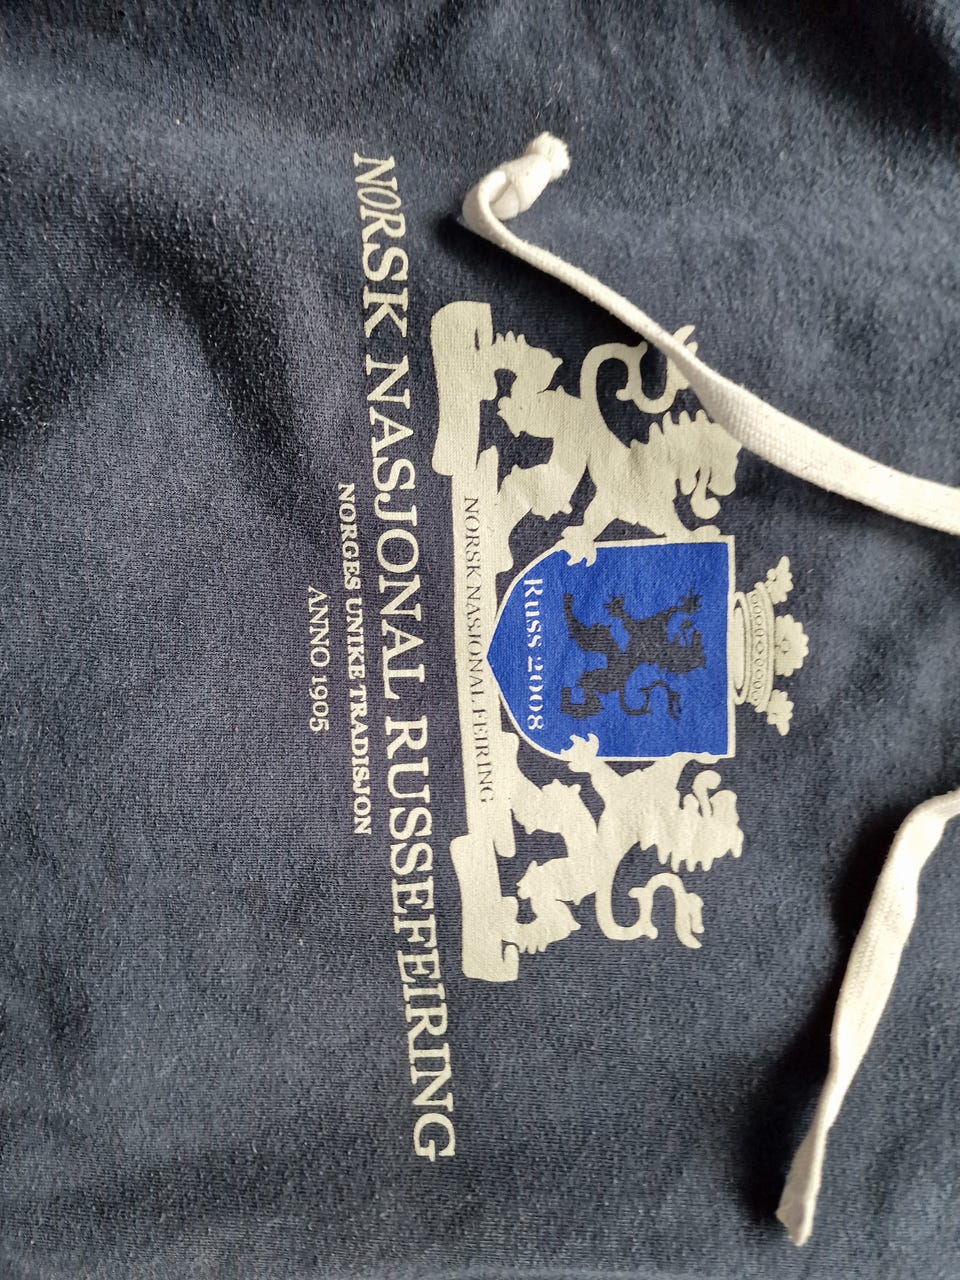 Russ 2008
NORSK NASJONAL FEIRING
NORSK NASJONAL RUSSEFEIRING
NORGES UNIKE TRADISJON
ANNO 1905